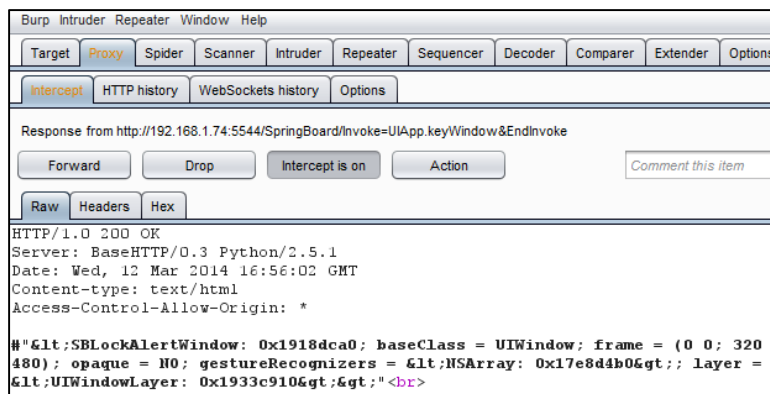 Burp Intruder Repeater Window Help
Target Proxy Spider Scanner Intruder Repeater Sequencer Decoder Comparer Extender Options
Intercept HTTP history WebSockets history Options
Response from http://192.168.1.74:5544/SpringBoard/Invoke=UIApp.keyWindow&EndInvoke
Forward Drop Intercept is on Action Comment this item
Raw Headers Hex
HTTP/1.0 200 OK
Server: BaseHTTP/0.3 Python/2.5.1
Date: Wed, 12 Mar 2014 16:56:02 GMT
Content-type: text/html
Access-Control-Allow-Origin: *
#"&lt;SBLockAlertWindow: 0x1918dca0; baseClass = UIWindow; frame = (0 0; 320
480); opaque = NO; gestureRecognizers = &lt;NSArray: 0x17e8d4b0&gt;; layer =
&lt;UIWindowLayer: 0x1933c910&gt;&gt;"<br>